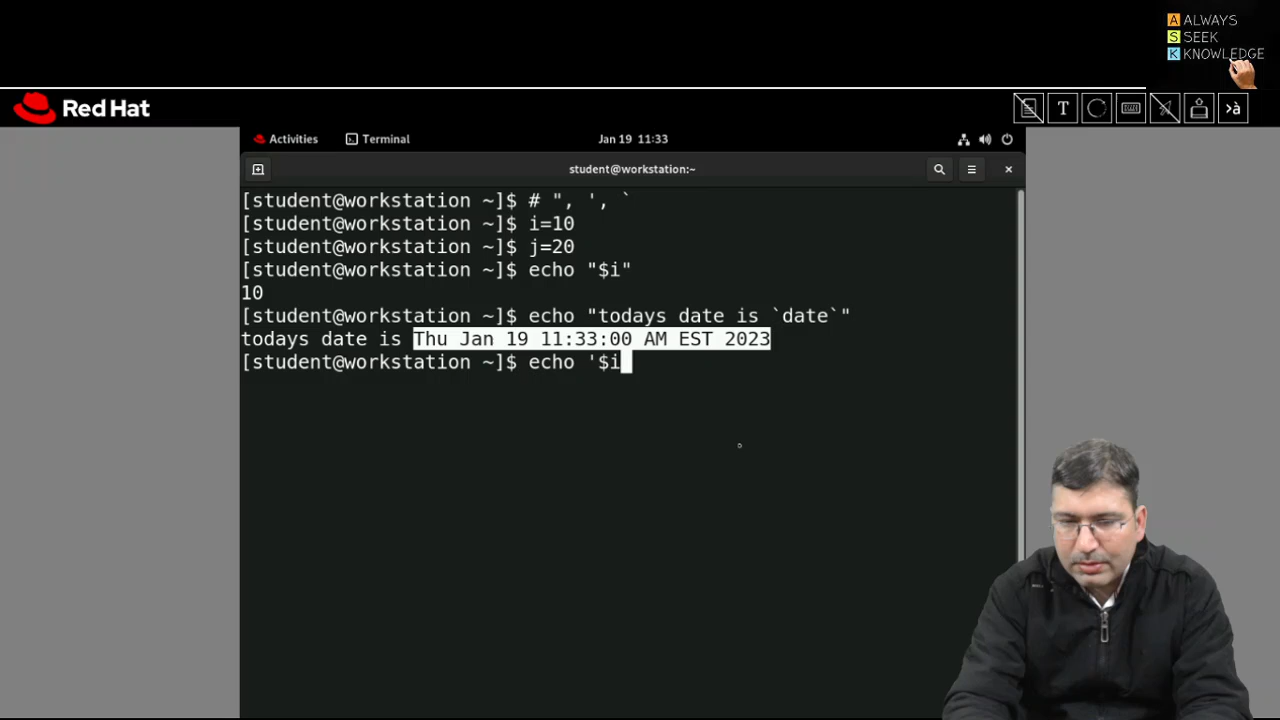 A ALWAYS
S SEEK
K KNOWLEDGE
Red Hat
T
>à
Activities Terminal Jan 19 11:33
student@workstation:~
[student@workstation ~]$ # ", ', `
[student@workstation ~]$ i=10
[student@workstation ~]$ j=20
[student@workstation ~]$ echo "$i"
10
[student@workstation ~]$ echo "todays date is `date`"
todays date is Thu Jan 19 11:33:00 AM EST 2023
[student@workstation ~]$ echo '$i